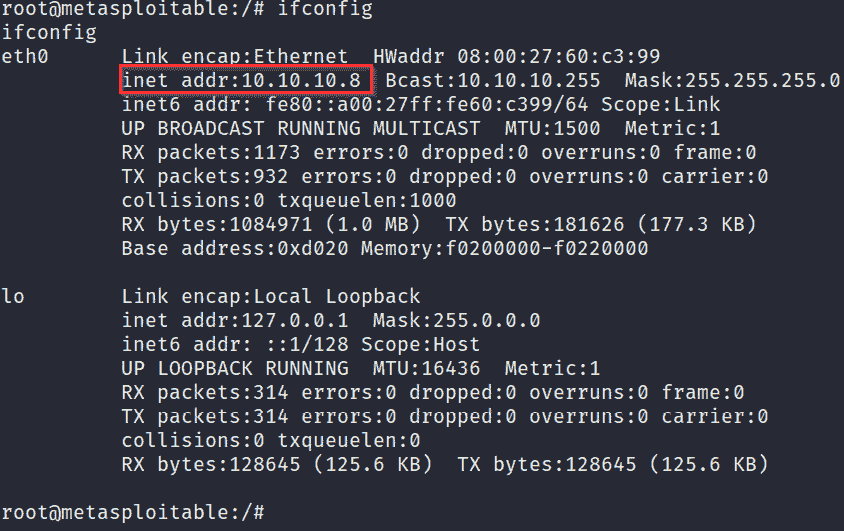 root@metasploitable:/# ifconfig
ifconfig
eth0      Link encap:Ethernet  HWaddr 08:00:27:60:c3:99
          inet addr:10.10.10.8  Bcast:10.10.10.255  Mask:255.255.255.0
          inet6 addr: fe80::a00:27ff:fe60:c399/64 Scope:Link
          UP BROADCAST RUNNING MULTICAST  MTU:1500  Metric:1
          RX packets:1173 errors:0 dropped:0 overruns:0 frame:0
          TX packets:932 errors:0 dropped:0 overruns:0 carrier:0
          collisions:0 txqueuelen:1000
          RX bytes:1084971 (1.0 MB)  TX bytes:181626 (177.3 KB)
          Base address:0xd020 Memory:f0200000-f0220000

lo        Link encap:Local Loopback
          inet addr:127.0.0.1  Mask:255.0.0.0
          inet6 addr: ::1/128 Scope:Host
          UP LOOPBACK RUNNING  MTU:16436  Metric:1
          RX packets:314 errors:0 dropped:0 overruns:0 frame:0
          TX packets:314 errors:0 dropped:0 overruns:0 carrier:0
          collisions:0 txqueuelen:0
          RX bytes:128645 (125.6 KB)  TX bytes:128645 (125.6 KB)

root@metasploitable:/#